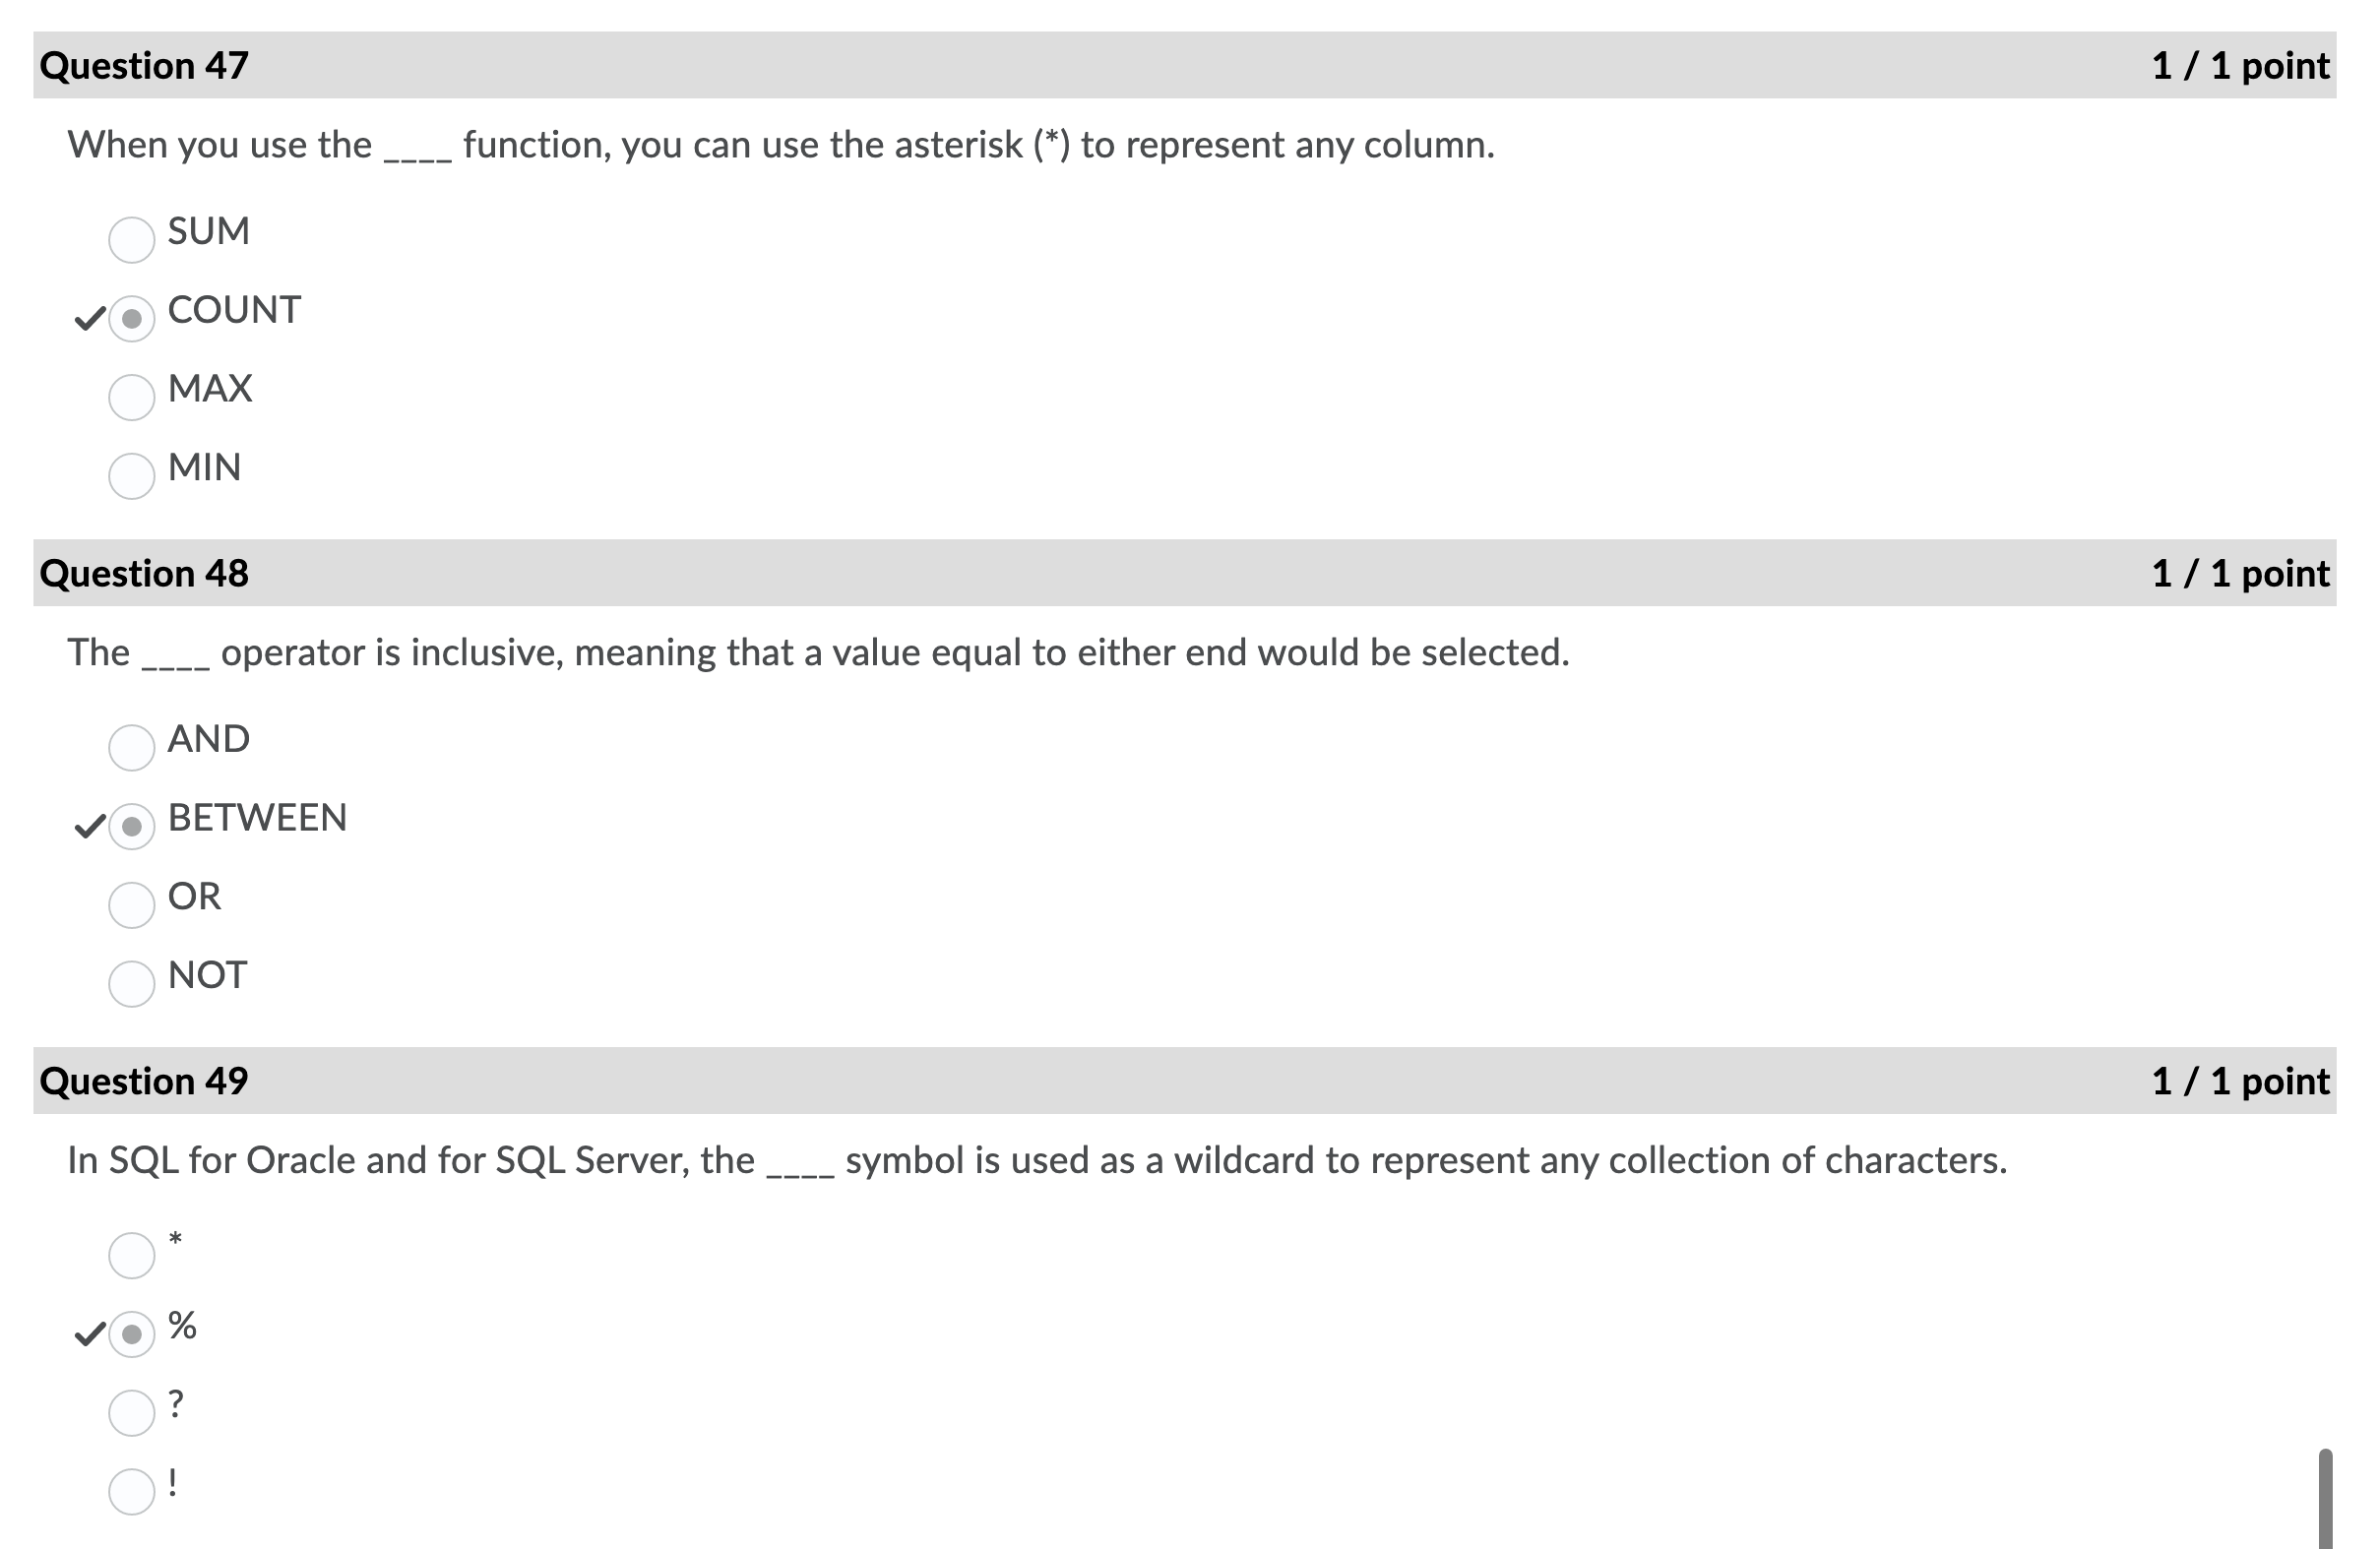 Question 47 1 / 1 point
When you use the ____ function, you can use the asterisk (*) to represent any column.
SUM
COUNT
MAX
MIN
Question 48 1 / 1 point
The ____ operator is inclusive, meaning that a value equal to either end would be selected.
AND
BETWEEN
OR
NOT
Question 49 1 / 1 point
In SQL for Oracle and for SQL Server, the ____ symbol is used as a wildcard to represent any collection of characters.
*
%
?
!